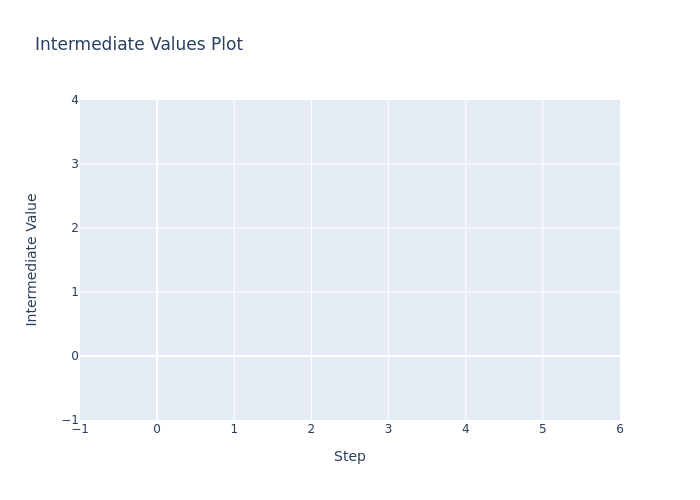 Intermediate Values Plot
4
3
2
1
0
−1
Intermediate Value
−1 0 1 2 3 4 5 6
Step